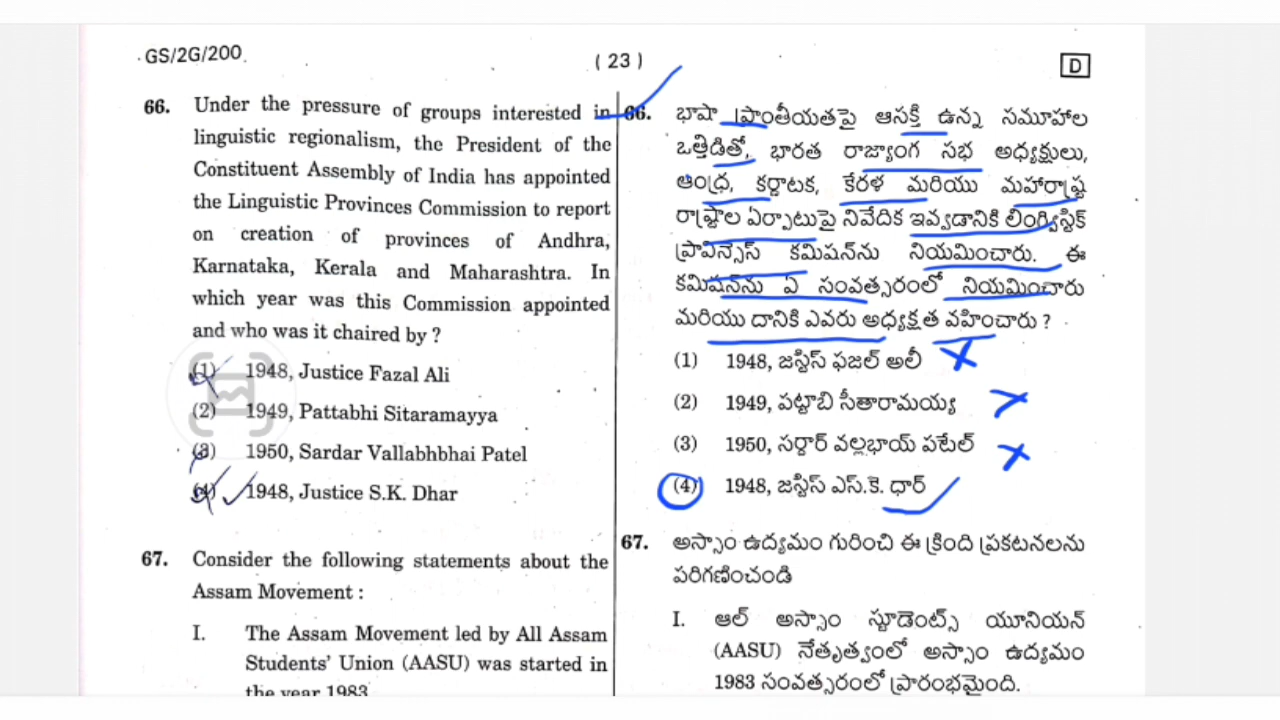 GS/2G/200
( 23 )
D
66. Under the pressure of groups interested in
linguistic regionalism, the President of the
Constituent Assembly of India has appointed
the Linguistic Provinces Commission to report
on creation of provinces of Andhra,
Karnataka, Kerala and Maharashtra. In
which year was this Commission appointed
and who was it chaired by ?
(1) 1948, Justice Fazal Ali
(2) 1949, Pattabhi Sitaramayya
(3) 1950, Sardar Vallabhbhai Patel
(4) 1948, Justice S.K. Dhar
67. Consider the following statements about the
Assam Movement :
I. The Assam Movement led by All Assam
Students' Union (AASU) was started in
the year 1983.
66. భాషా ప్రాంతీయతపై ఆసక్తి ఉన్న సమూహాల
ఒత్తిడితో, భారత రాజ్యాంగ సభ అధ్యక్షులు,
ఆంధ్ర, కర్ణాటక, కేరళ మరియు మహారాష్ట్ర
రాష్ట్రాల ఏర్పాటుపై నివేదిక ఇవ్వడానికి లింగ్విస్టిక్
ప్రావిన్సెస్ కమిషన్‌ను నియమించారు. ఈ
కమిషన్‌ను ఏ సంవత్సరంలో నియమించారు
మరియు దానికి ఎవరు అధ్యక్షత వహించారు ?
(1) 1948, జస్టిస్ ఫజల్ అలీ
(2) 1949, పట్టాబి సీతారామయ్య
(3) 1950, సర్దార్ వల్లభాయ్ పటేల్
(4) 1948, జస్టిస్ ఎస్.కె. ధార్
67. అస్సాం ఉద్యమం గురించి ఈ క్రింది ప్రకటనలను
పరిగణించండి
I. ఆల్ అస్సాం స్టూడెంట్స్ యూనియన్
(AASU) నేతృత్వంలో అస్సాం ఉద్యమం
1983 సంవత్సరంలో ప్రారంభమైంది.